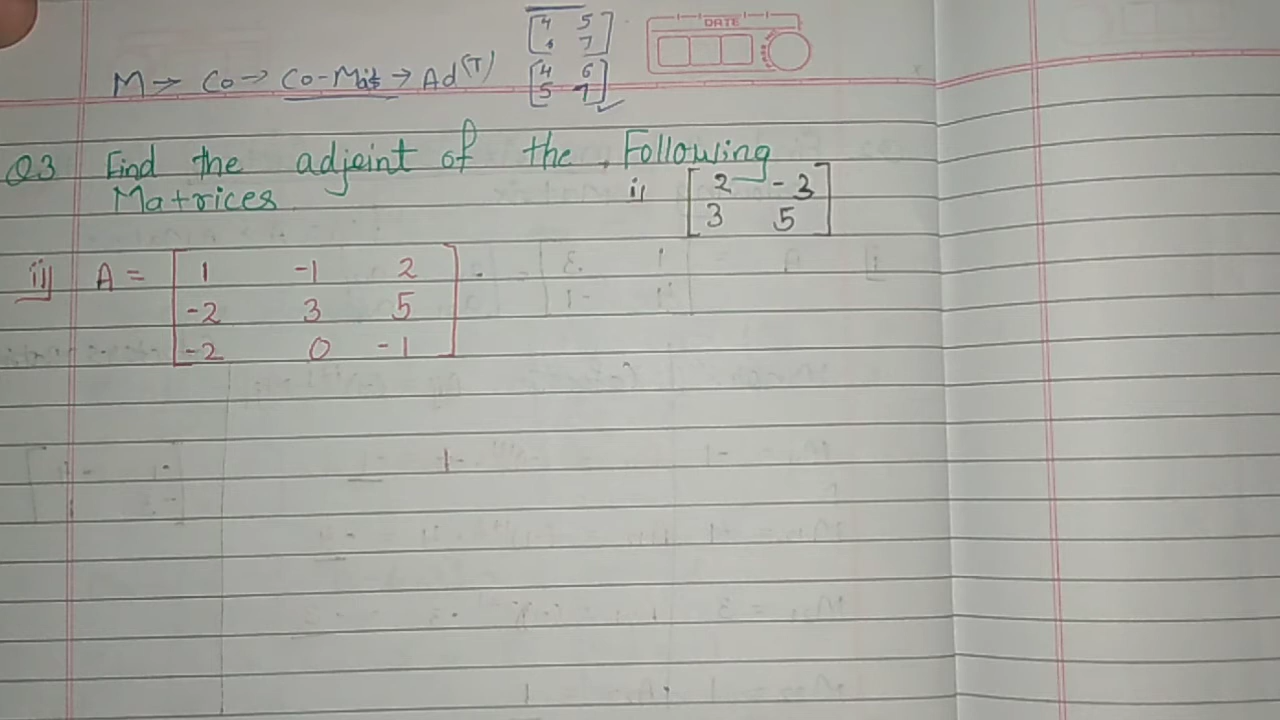 DATE
[4 5
6 7]
M → Co → Co-Mat → Ad(T)
[4 6
5 7]
Q3 Find the adjoint of the Following
Matrices
i) [2 -3
3 5]
ii) A = [1 -1 2
-2 3 5
-2 0 -1]